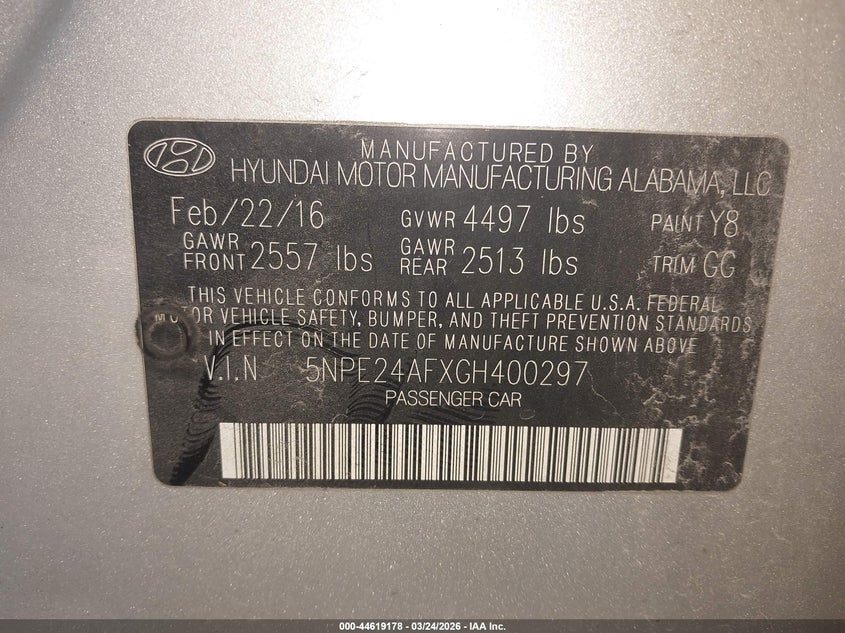 MANUFACTURED BY
HYUNDAI MOTOR MANUFACTURING ALABAMA, LLC
Feb/22/16 GVWR 4497 lbs PAINT Y8
GAWR FRONT 2557 lbs GAWR REAR 2513 lbs TRIM GG
THIS VEHICLE CONFORMS TO ALL APPLICABLE U.S.A. FEDERAL
MOTOR VEHICLE SAFETY, BUMPER, AND THEFT PREVENTION STANDARDS
IN EFFECT ON THE DATE OF MANUFACTURE SHOWN ABOVE
V.I.N 5NPE24AFXGH400297
PASSENGER CAR
000-44619178 - 03/24/2026 - IAA Inc.